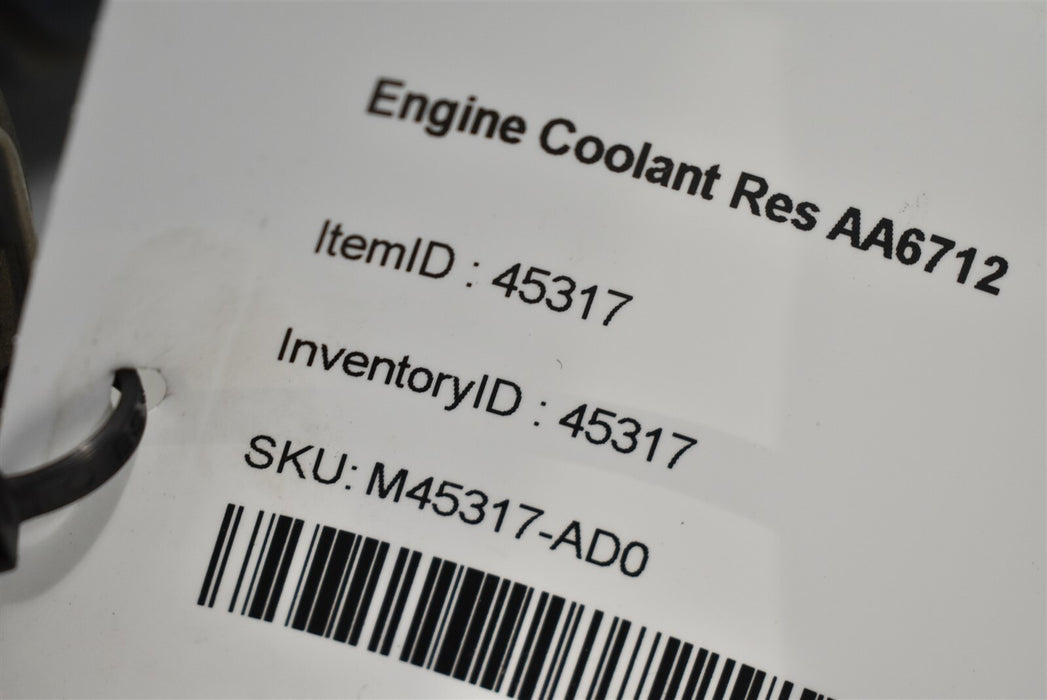 Engine Coolant Res AA6712
ItemID : 45317
InventoryID : 45317
SKU: M45317-AD0